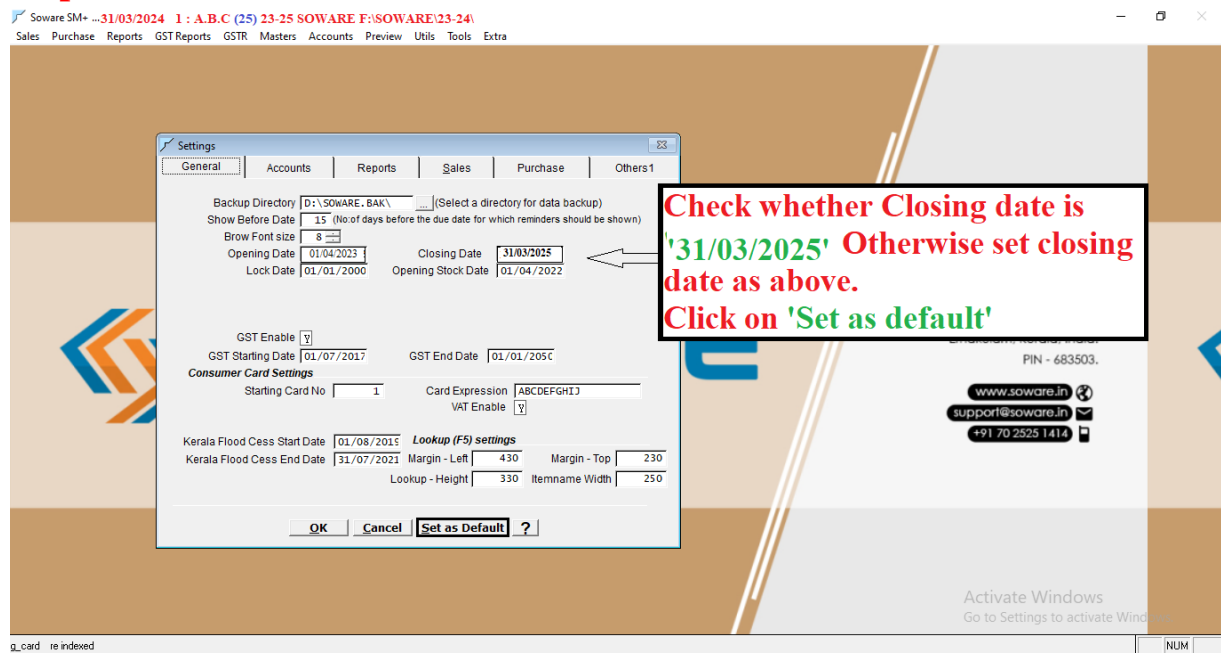 Soware SM+ ...31/03/2024 1 : A.B.C (25) 23-25 SOWARE F:\SOWARE\23-24\
Sales Purchase Reports GST Reports GSTR Masters Accounts Preview Utils Tools Extra
Settings
General Accounts Reports Sales Purchase Others1
Backup Directory D:\SOWARE.BAK\ ... (Select a directory for data backup)
Show Before Date 15 (No:of days before the due date for which reminders should be shown)
Brow Font size 8
Opening Date 01/04/2023 Closing Date 31/03/2025
Lock Date 01/01/2000 Opening Stock Date 01/04/2022
GST Enable Y
GST Starting Date 01/07/2017 GST End Date 01/01/205
Consumer Card Settings
Starting Card No 1 Card Expression ABCDEFGHIJ
VAT Enable Y
Kerala Flood Cess Start Date 01/08/201 Lookup (F5) settings
Kerala Flood Cess End Date 31/07/2021 Margin - Left 430 Margin - Top 230
Lookup - Height 330 Itemname Width 250
OK Cancel Set as Default ?
Check whether Closing date is
'31/03/2025' Otherwise set closing
date as above.
Click on 'Set as default'
PIN - 683503.
www.soware.in
support@soware.in
+91 70 2525 1414
Activate Windows
Go to Settings to activate Wind
g_card re indexed
NUM